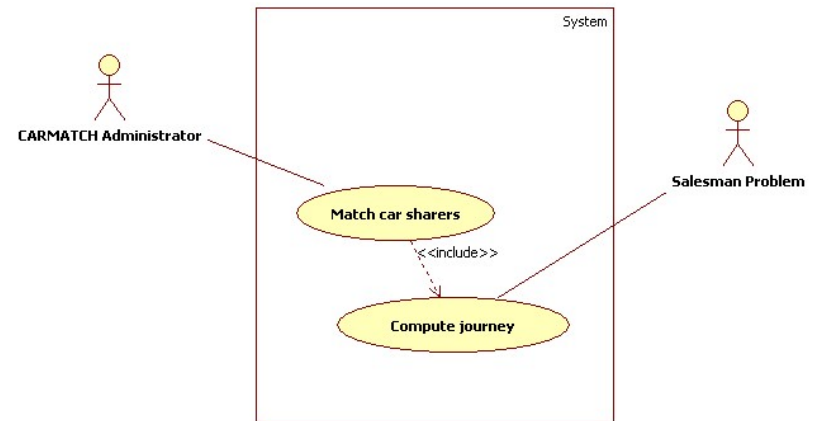 System
CARMATCH Administrator
Salesman Problem
Match car sharers
<<include>>
Compute journey